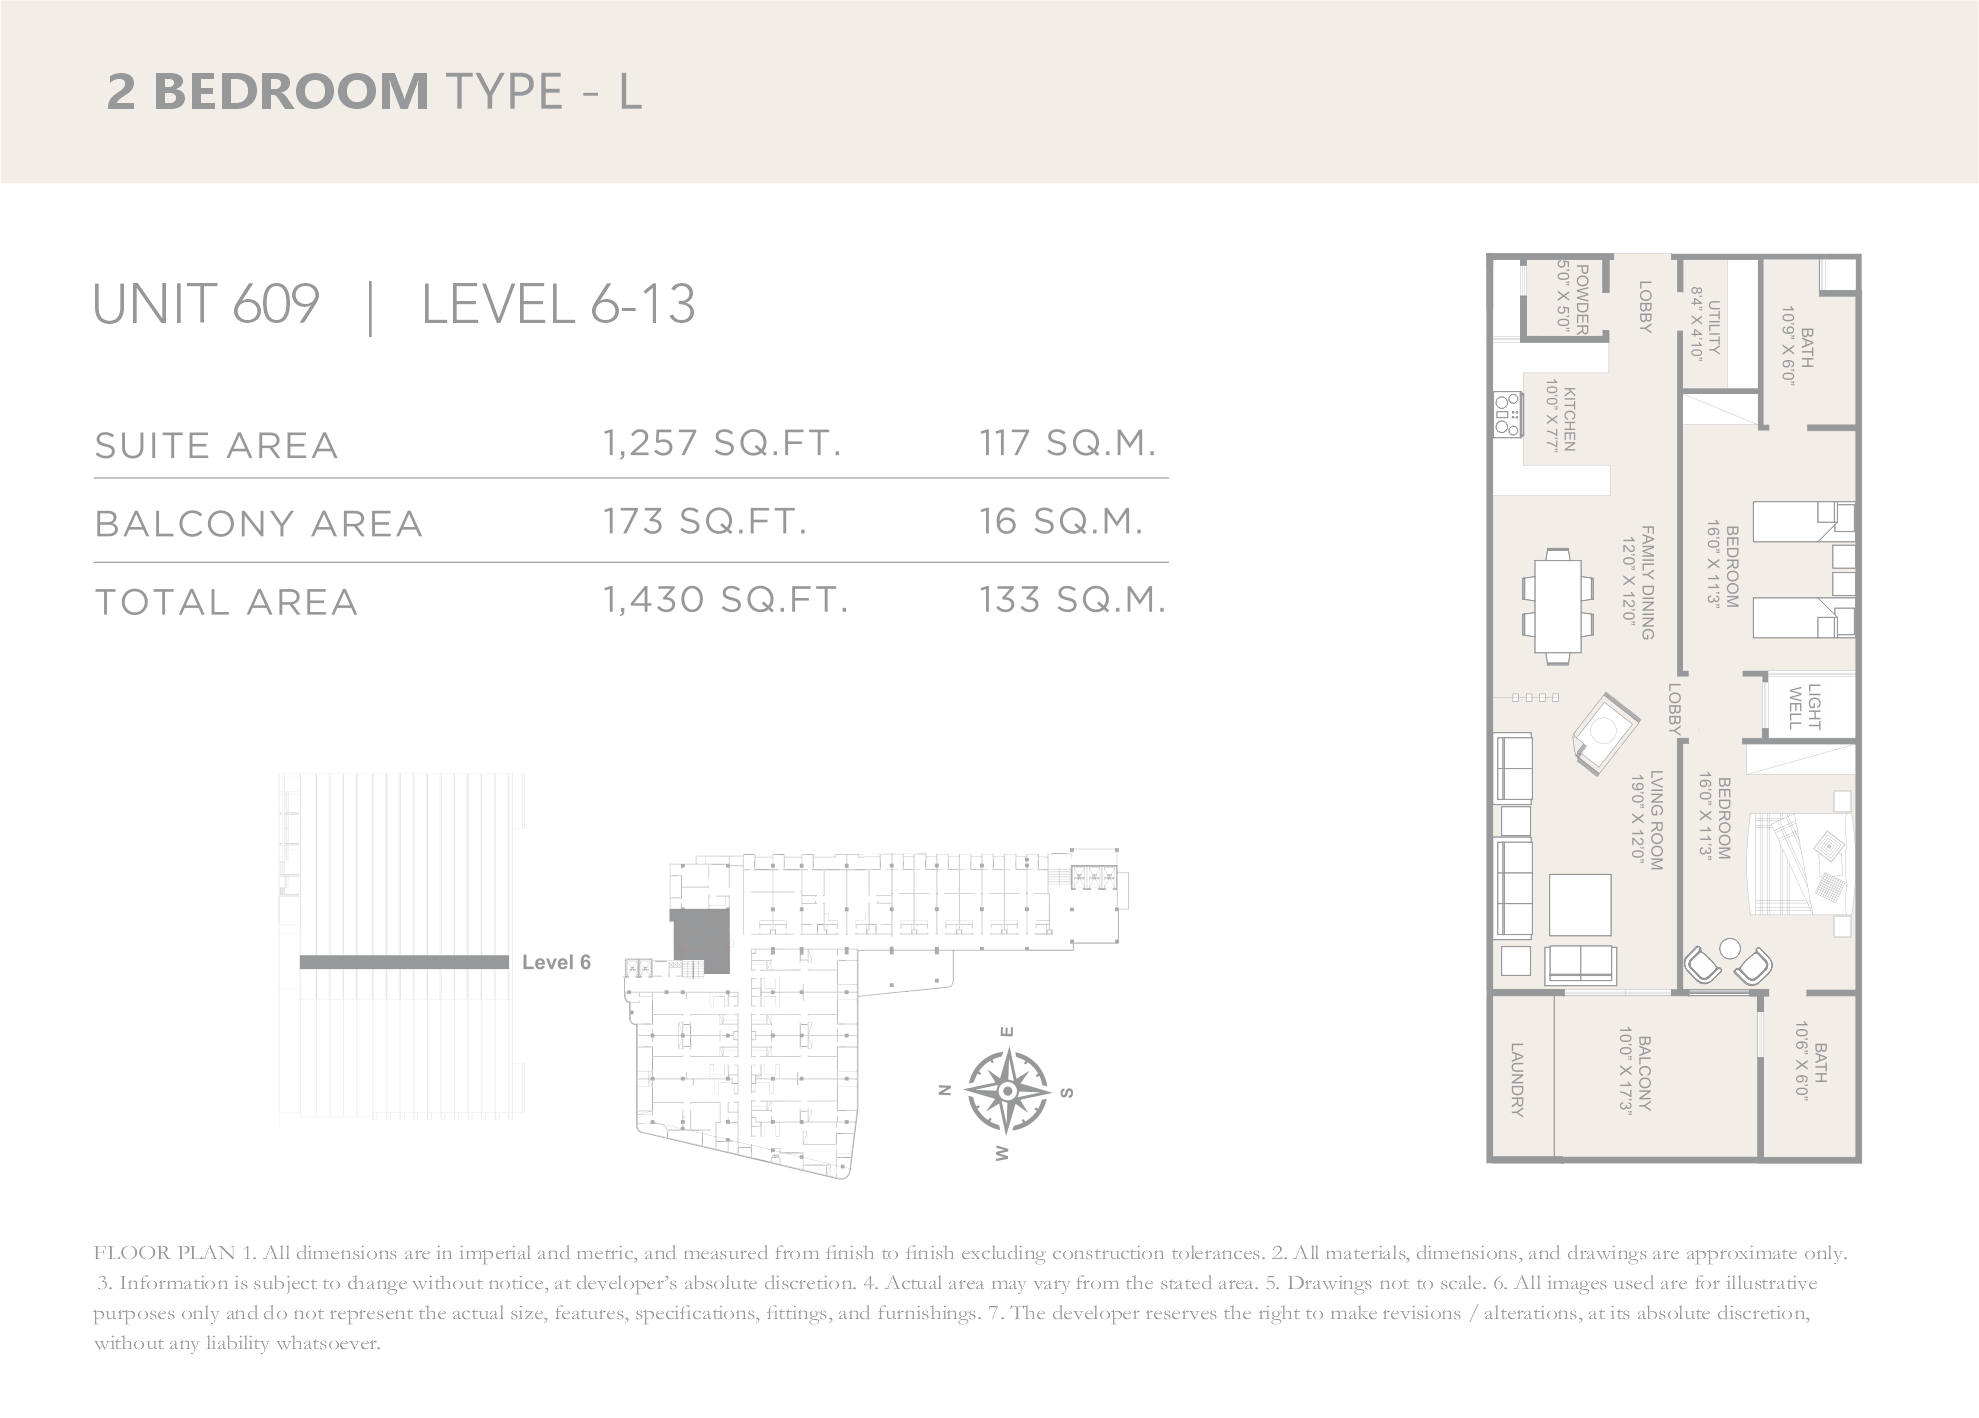 2 BEDROOM TYPE - L
UNIT 609 | LEVEL 6-13
SUITE AREA 1,257 SQ.FT. 117 SQ.M.
BALCONY AREA 173 SQ.FT. 16 SQ.M.
TOTAL AREA 1,430 SQ.FT. 133 SQ.M.
POWDER
5'0" X 5'0"
LOBBY
UTILITY
8'4" X 4'10"
BATH
10'9" X 6'0"
KITCHEN
10'0" X 7'7"
FAMILY DINING
12'0" X 12'0"
BEDROOM
16'0" X 11'3"
LOBBY
LIGHT
WELL
LVING ROOM
19'0" X 12'0"
BEDROOM
16'0" X 11'3"
LAUNDRY
BALCONY
10'0" X 17'3"
BATH
10'6" X 6'0"
Level 6
E
N
S
W
FLOOR PLAN 1. All dimensions are in imperial and metric, and measured from finish to finish excluding construction tolerances. 2. All materials, dimensions, and drawings are approximate only.
3. Information is subject to change without notice, at developer's absolute discretion. 4. Actual area may vary from the stated area. 5. Drawings not to scale. 6. All images used are for illustrative
purposes only and do not represent the actual size, features, specifications, fittings, and furnishings. 7. The developer reserves the right to make revisions / alterations, at its absolute discretion,
without any liability whatsoever.